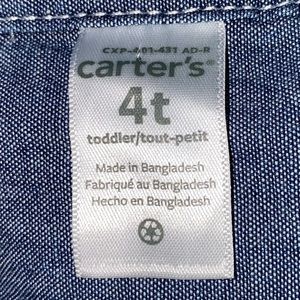 CXP-401-431 AD-R
carter's®
4t
toddler/tout-petit
Made in Bangladesh
Fabriqué au Bangladesh
Hecho en Bangladesh